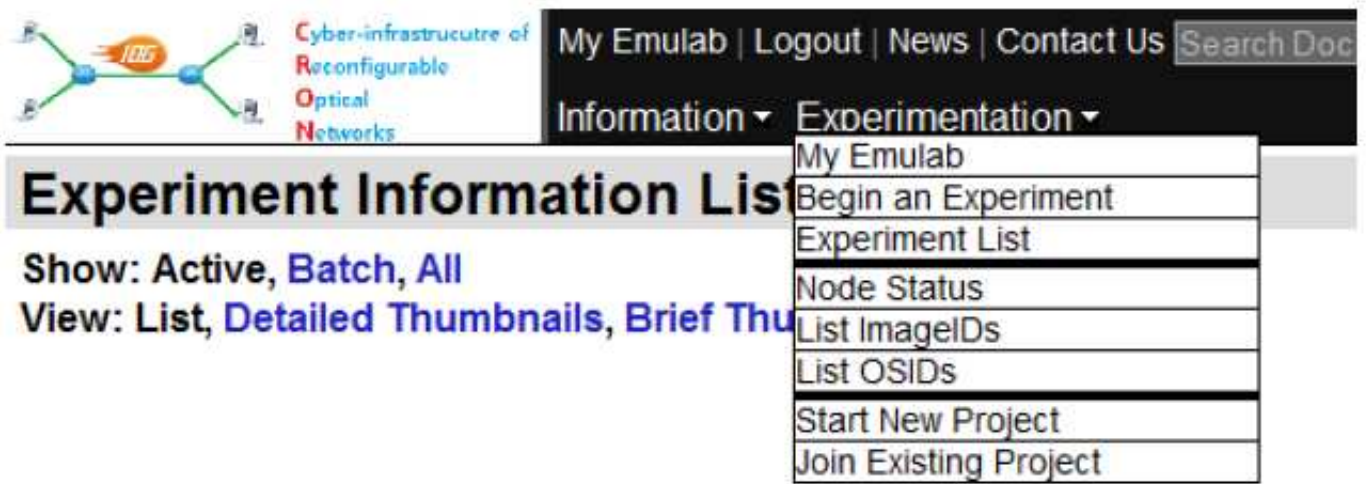 10G
Cyber-infrastrucutre of
Reconfigurable
Optical
Networks
My Emulab | Logout | News | Contact Us Search Doc
Information Experimentation
My Emulab
Begin an Experiment
Experiment List
Node Status
List ImageIDs
List OSIDs
Start New Project
Join Existing Project
Experiment Information List
Show: Active, Batch, All
View: List, Detailed Thumbnails, Brief Thu